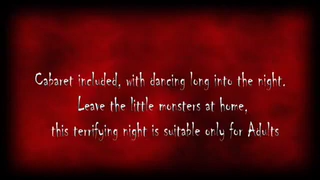 Cabaret included, with dancing long into the night.
Leave the little monsters at home,
this terrifying night is suitable only for Adults